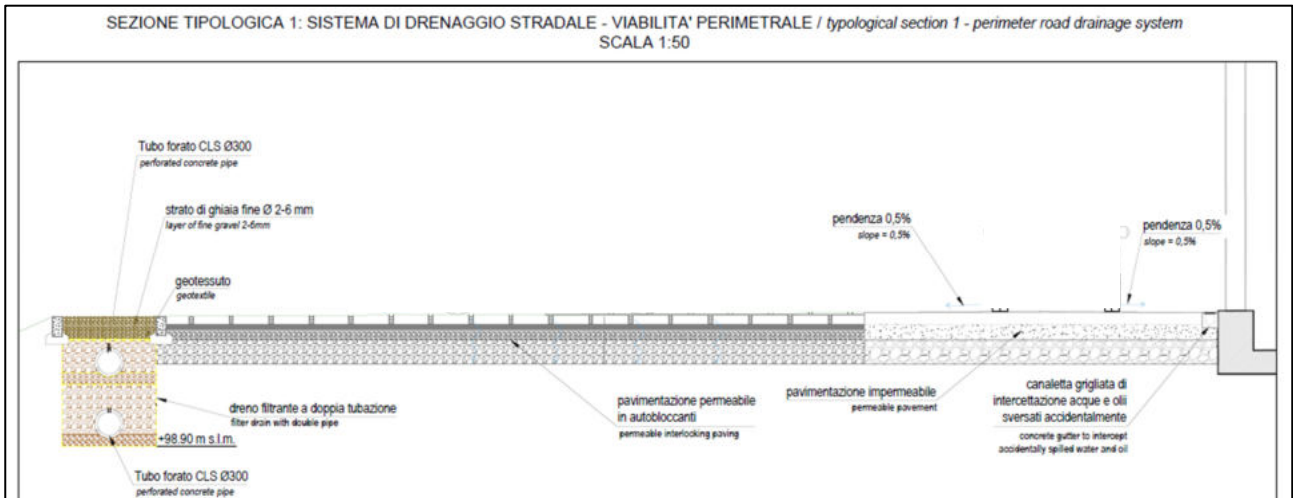 SEZIONE TIPOLOGICA 1: SISTEMA DI DRENAGGIO STRADALE - VIABILITA' PERIMETRALE / typological section 1 - perimeter road drainage system
SCALA 1:50
Tubo forato CLS Ø300
perforated concrete pipe
strato di ghiaia fine Ø 2-6 mm
layer of fine gravel 2-6mm
geotessuto
geotextile
pendenza 0,5%
slope = 0,5%
pendenza 0,5%
slope = 0,5%
dreno filtrante a doppia tubazione
filter drain with double pipe
+98.90 m s.l.m.
Tubo forato CLS Ø300
perforated concrete pipe
pavimentazione permeabile
in autobloccanti
permeable interlocking paving
pavimentazione impermeabile
permeable pavement
canaletta grigliata di
intercettazione acque e olii
sversati accidentalmente
concrete gutter to intercept
accidentally spilled water and oil